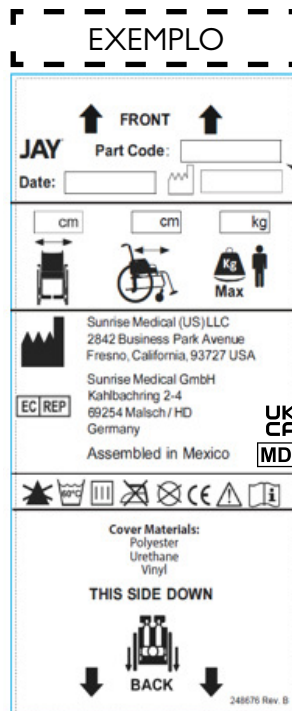 EXEMPLO
FRONT
JAY
Part Code:
Date:
cm
cm
kg
Kg
Max
Sunrise Medical (US)LLC
2842 Business Park Avenue
Fresno, California, 93727 USA
EC REP
Sunrise Medical GmbH
Kahlbachring 2-4
69254 Malsch / HD
Germany
UK
CA
Assembled in Mexico
MD
60°C
CE
i
Cover Materials:
Polyester
Urethane
Vinyl
THIS SIDE DOWN
BACK
248676 Rev. B